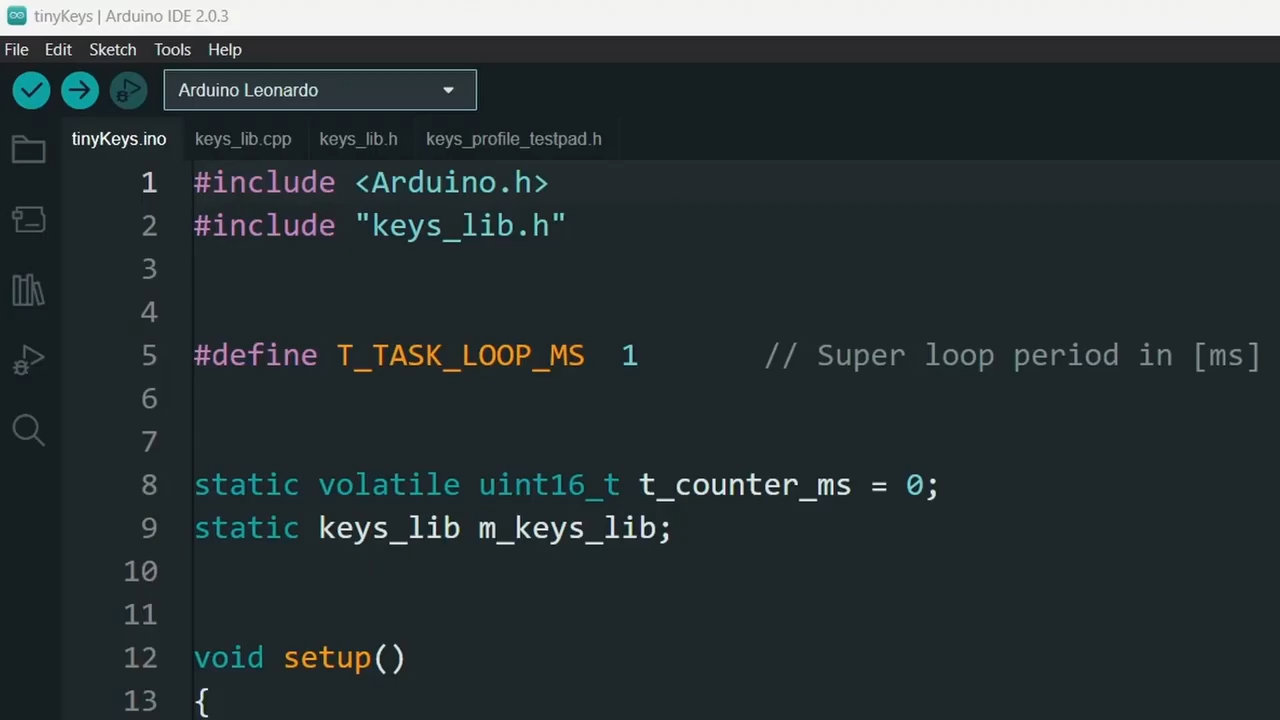 tinyKeys | Arduino IDE 2.0.3
File Edit Sketch Tools Help
Arduino Leonardo
tinyKeys.ino keys_lib.cpp keys_lib.h keys_profile_testpad.h
1 #include <Arduino.h>
2 #include "keys_lib.h"
3
4
5 #define T_TASK_LOOP_MS 1 // Super loop period in [ms]
6
7
8 static volatile uint16_t t_counter_ms = 0;
9 static keys_lib m_keys_lib;
10
11
12 void setup()
13 {